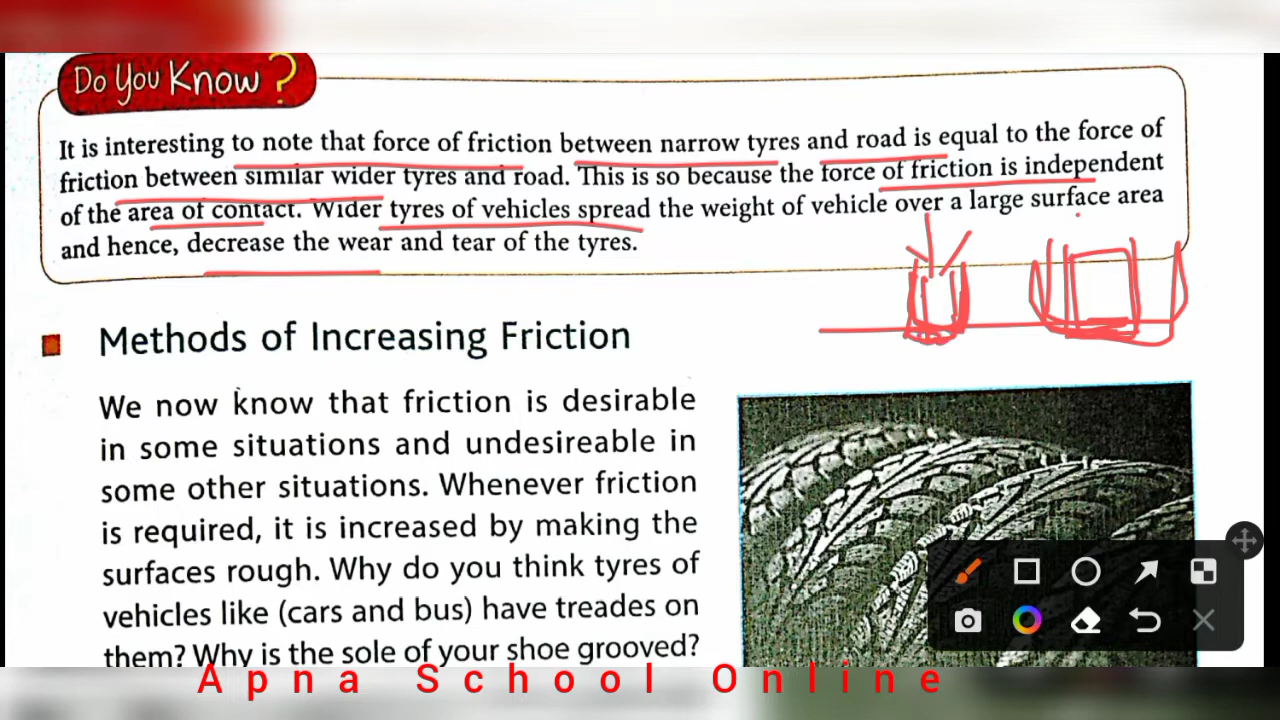 Do You Know ?
It is interesting to note that force of friction between narrow tyres and road is equal to the force of
friction between similar wider tyres and road. This is so because the force of friction is independent
of the area of contact. Wider tyres of vehicles spread the weight of vehicle over a large surface area
and hence, decrease the wear and tear of the tyres.
Methods of Increasing Friction
We now know that friction is desirable
in some situations and undesireable in
some other situations. Whenever friction
is required, it is increased by making the
surfaces rough. Why do you think tyres of
vehicles like (cars and bus) have treades on
them? Why is the sole of your shoe grooved?
Apna School Online